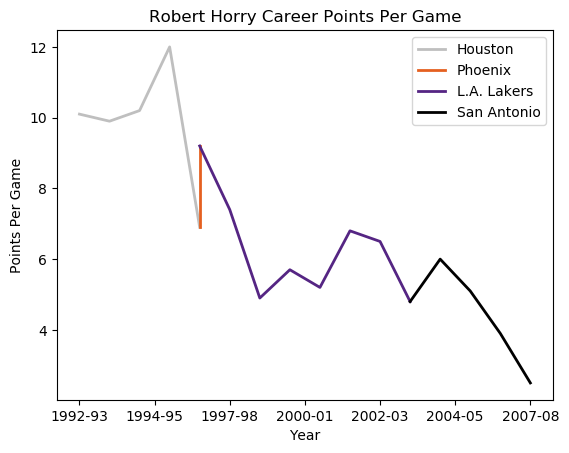 Robert Horry Career Points Per Game
Points Per Game
12
10
8
6
4
Houston
Phoenix
L.A. Lakers
San Antonio
1992-93
1994-95
1997-98
2000-01
2002-03
2004-05
2007-08
Year